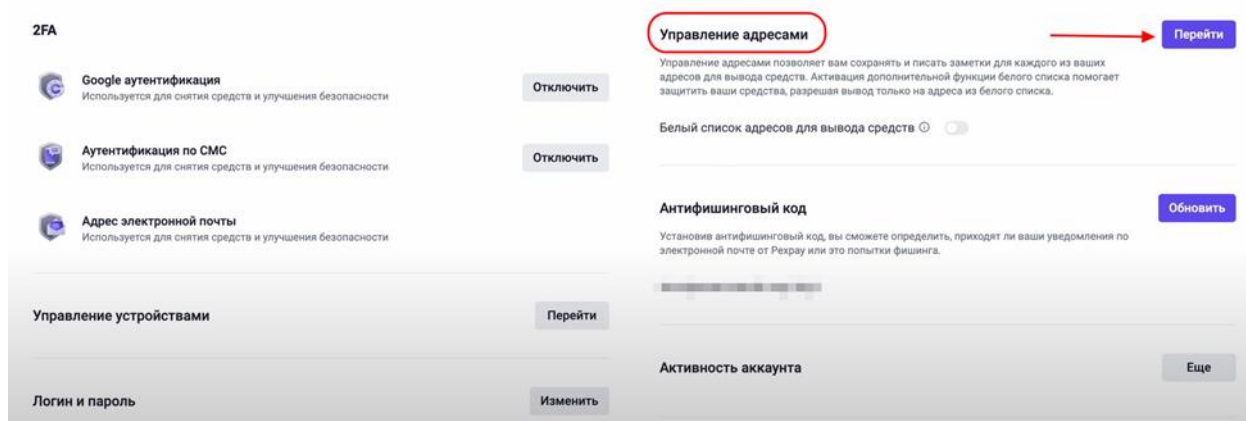 2FA
Google аутентификация
Используется для снятия средств и улучшения безопасности
Отключить
Аутентификация по СМС
Используется для снятия средств и улучшения безопасности
Отключить
Адрес электронной почты
Используется для снятия средств и улучшения безопасности
Управление устройствами
Перейти
Логин и пароль
Изменить
Управление адресами
Перейти
Управление адресами позволяет вам сохранять и писать заметки для каждого из ваших
адресов для вывода средств. Активация дополнительной функции белого списка помогает
защитить ваши средства, разрешая вывод только на адреса из белого списка.
Белый список адресов для вывода средств
Антифишинговый код
Обновить
Установив антифишинговый код, вы сможете определить, приходят ли ваши уведомления по
электронной почте от Pexpay или это попытки фишинга.
Активность аккаунта
Еще